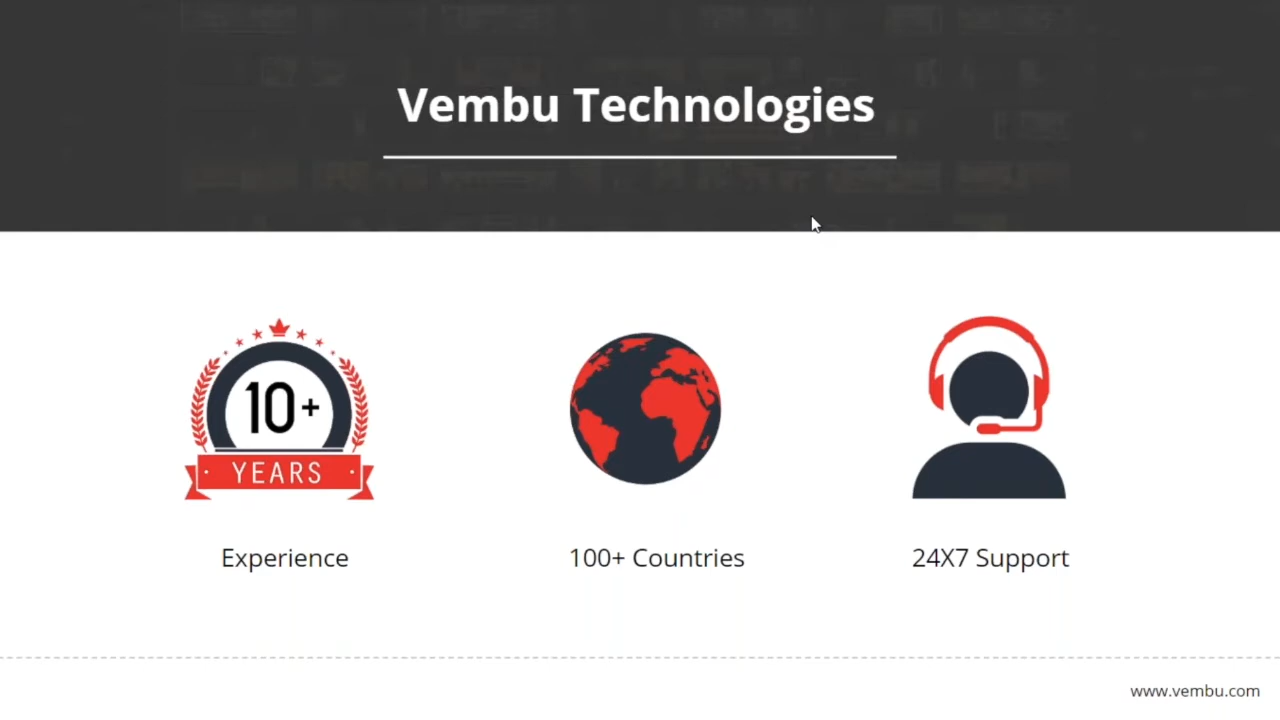 Vembu Technologies
10+
YEARS
Experience
100+ Countries
24X7 Support
www.vembu.com